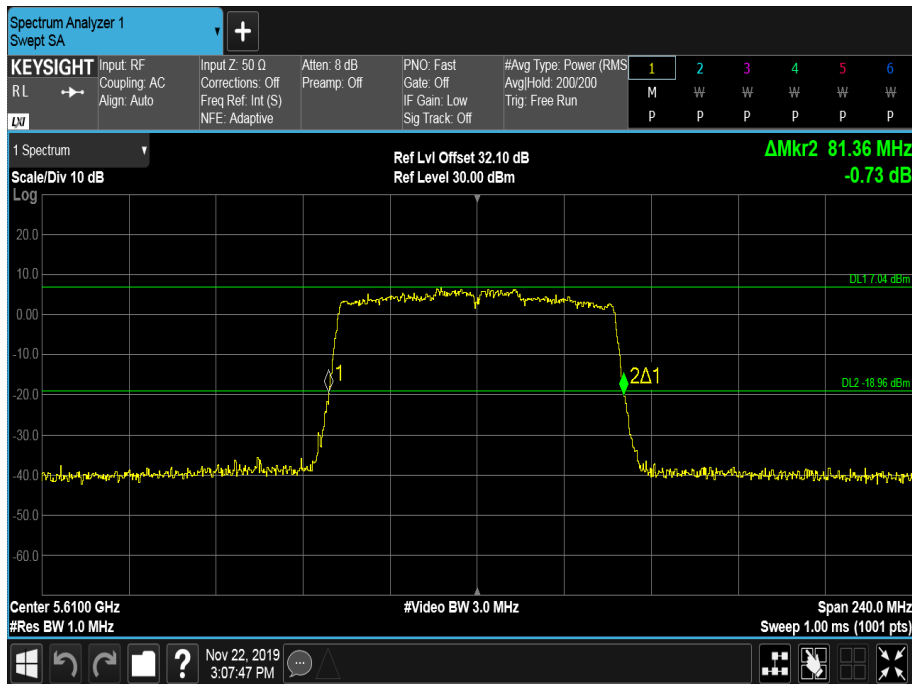 Spectrum Analyzer 1
Swept SA
+
KEYSIGHT
RL
LXI
Input: RF
Coupling: AC
Align: Auto
Input Z: 50 Ω
Corrections: Off
Freq Ref: Int (S)
NFE: Adaptive
Atten: 8 dB
Preamp: Off
PNO: Fast
Gate: Off
IF Gain: Low
Sig Track: Off
#Avg Type: Power (RMS
Avg|Hold: 200/200
Trig: Free Run
1 2 3 4 5 6
M W W W W W
P P P P P P
1 Spectrum
Scale/Div 10 dB
Ref Lvl Offset 32.10 dB
Ref Level 30.00 dBm
ΔMkr2 81.36 MHz
-0.73 dB
Log
20.0
10.0
DL1 7.04 dBm
0.00
-10.0
1
2Δ1
DL2 -18.96 dBm
-20.0
-30.0
-40.0
-50.0
-60.0
Center 5.6100 GHz
#Res BW 1.0 MHz
#Video BW 3.0 MHz
Span 240.0 MHz
Sweep 1.00 ms (1001 pts)
?
Nov 22, 2019
3:07:47 PM